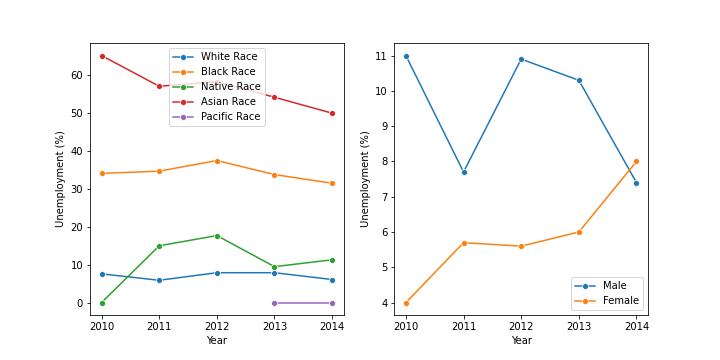 60
50
40
30
20
10
0
Unemployment (%)
2010 2011 2012 2013 2014
Year
White Race
Black Race
Native Race
Asian Race
Pacific Race
11
10
9
8
7
6
5
4
Unemployment (%)
2010 2011 2012 2013 2014
Year
Male
Female